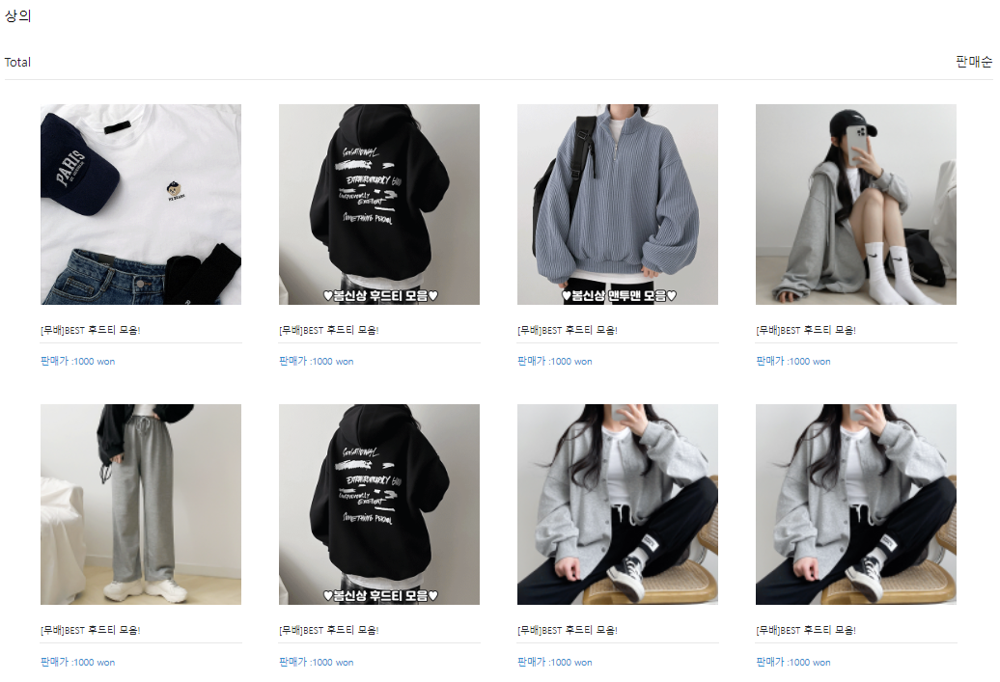 상의
Total
판매순
PARIS
♥봄신상 후드티 모음♥
♥봄신상 맨투맨 모음♥
[무배]BEST 후드티 모음!
[무배]BEST 후드티 모음!
[무배]BEST 후드티 모음!
[무배]BEST 후드티 모음!
판매가 :1000 won
판매가 :1000 won
판매가 :1000 won
판매가 :1000 won
SOMETHING
♥봄신상 후드티 모음♥
[무배]BEST 후드티 모음!
[무배]BEST 후드티 모음!
[무배]BEST 후드티 모음!
[무배]BEST 후드티 모음!
판매가 :1000 won
판매가 :1000 won
판매가 :1000 won
판매가 :1000 won